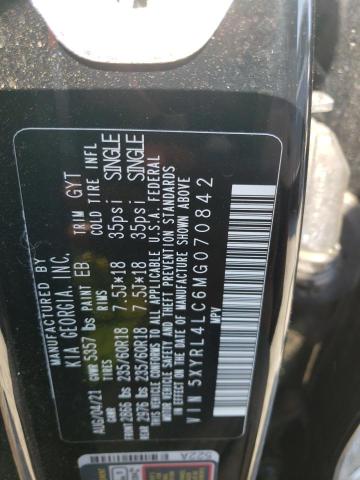 MANUFACTURED BY
KIA GEORGIA, INC.
AUG/04/21 GVWR 5357 lbs PAINT EB TRIM GYT
GWR TIRES RIMS COLD TIRE INFL
FRONT 2866 lbs 235/60R18 7.5J*18 35psi SINGLE
REAR 2976 lbs 235/60R18 7.5J*18 35psi SINGLE
THIS VEHICLE CONFORMS TO ALL APPLICABLE U.S.A. FEDERAL
MOTOR VEHICLE SAFETY AND THEFT PREVENTION STANDARDS
IN EFFECT ON THE DATE OF MANUFACTURE SHOWN ABOVE.
VIN 5XYRL4LC6MG070842
MPV
522A